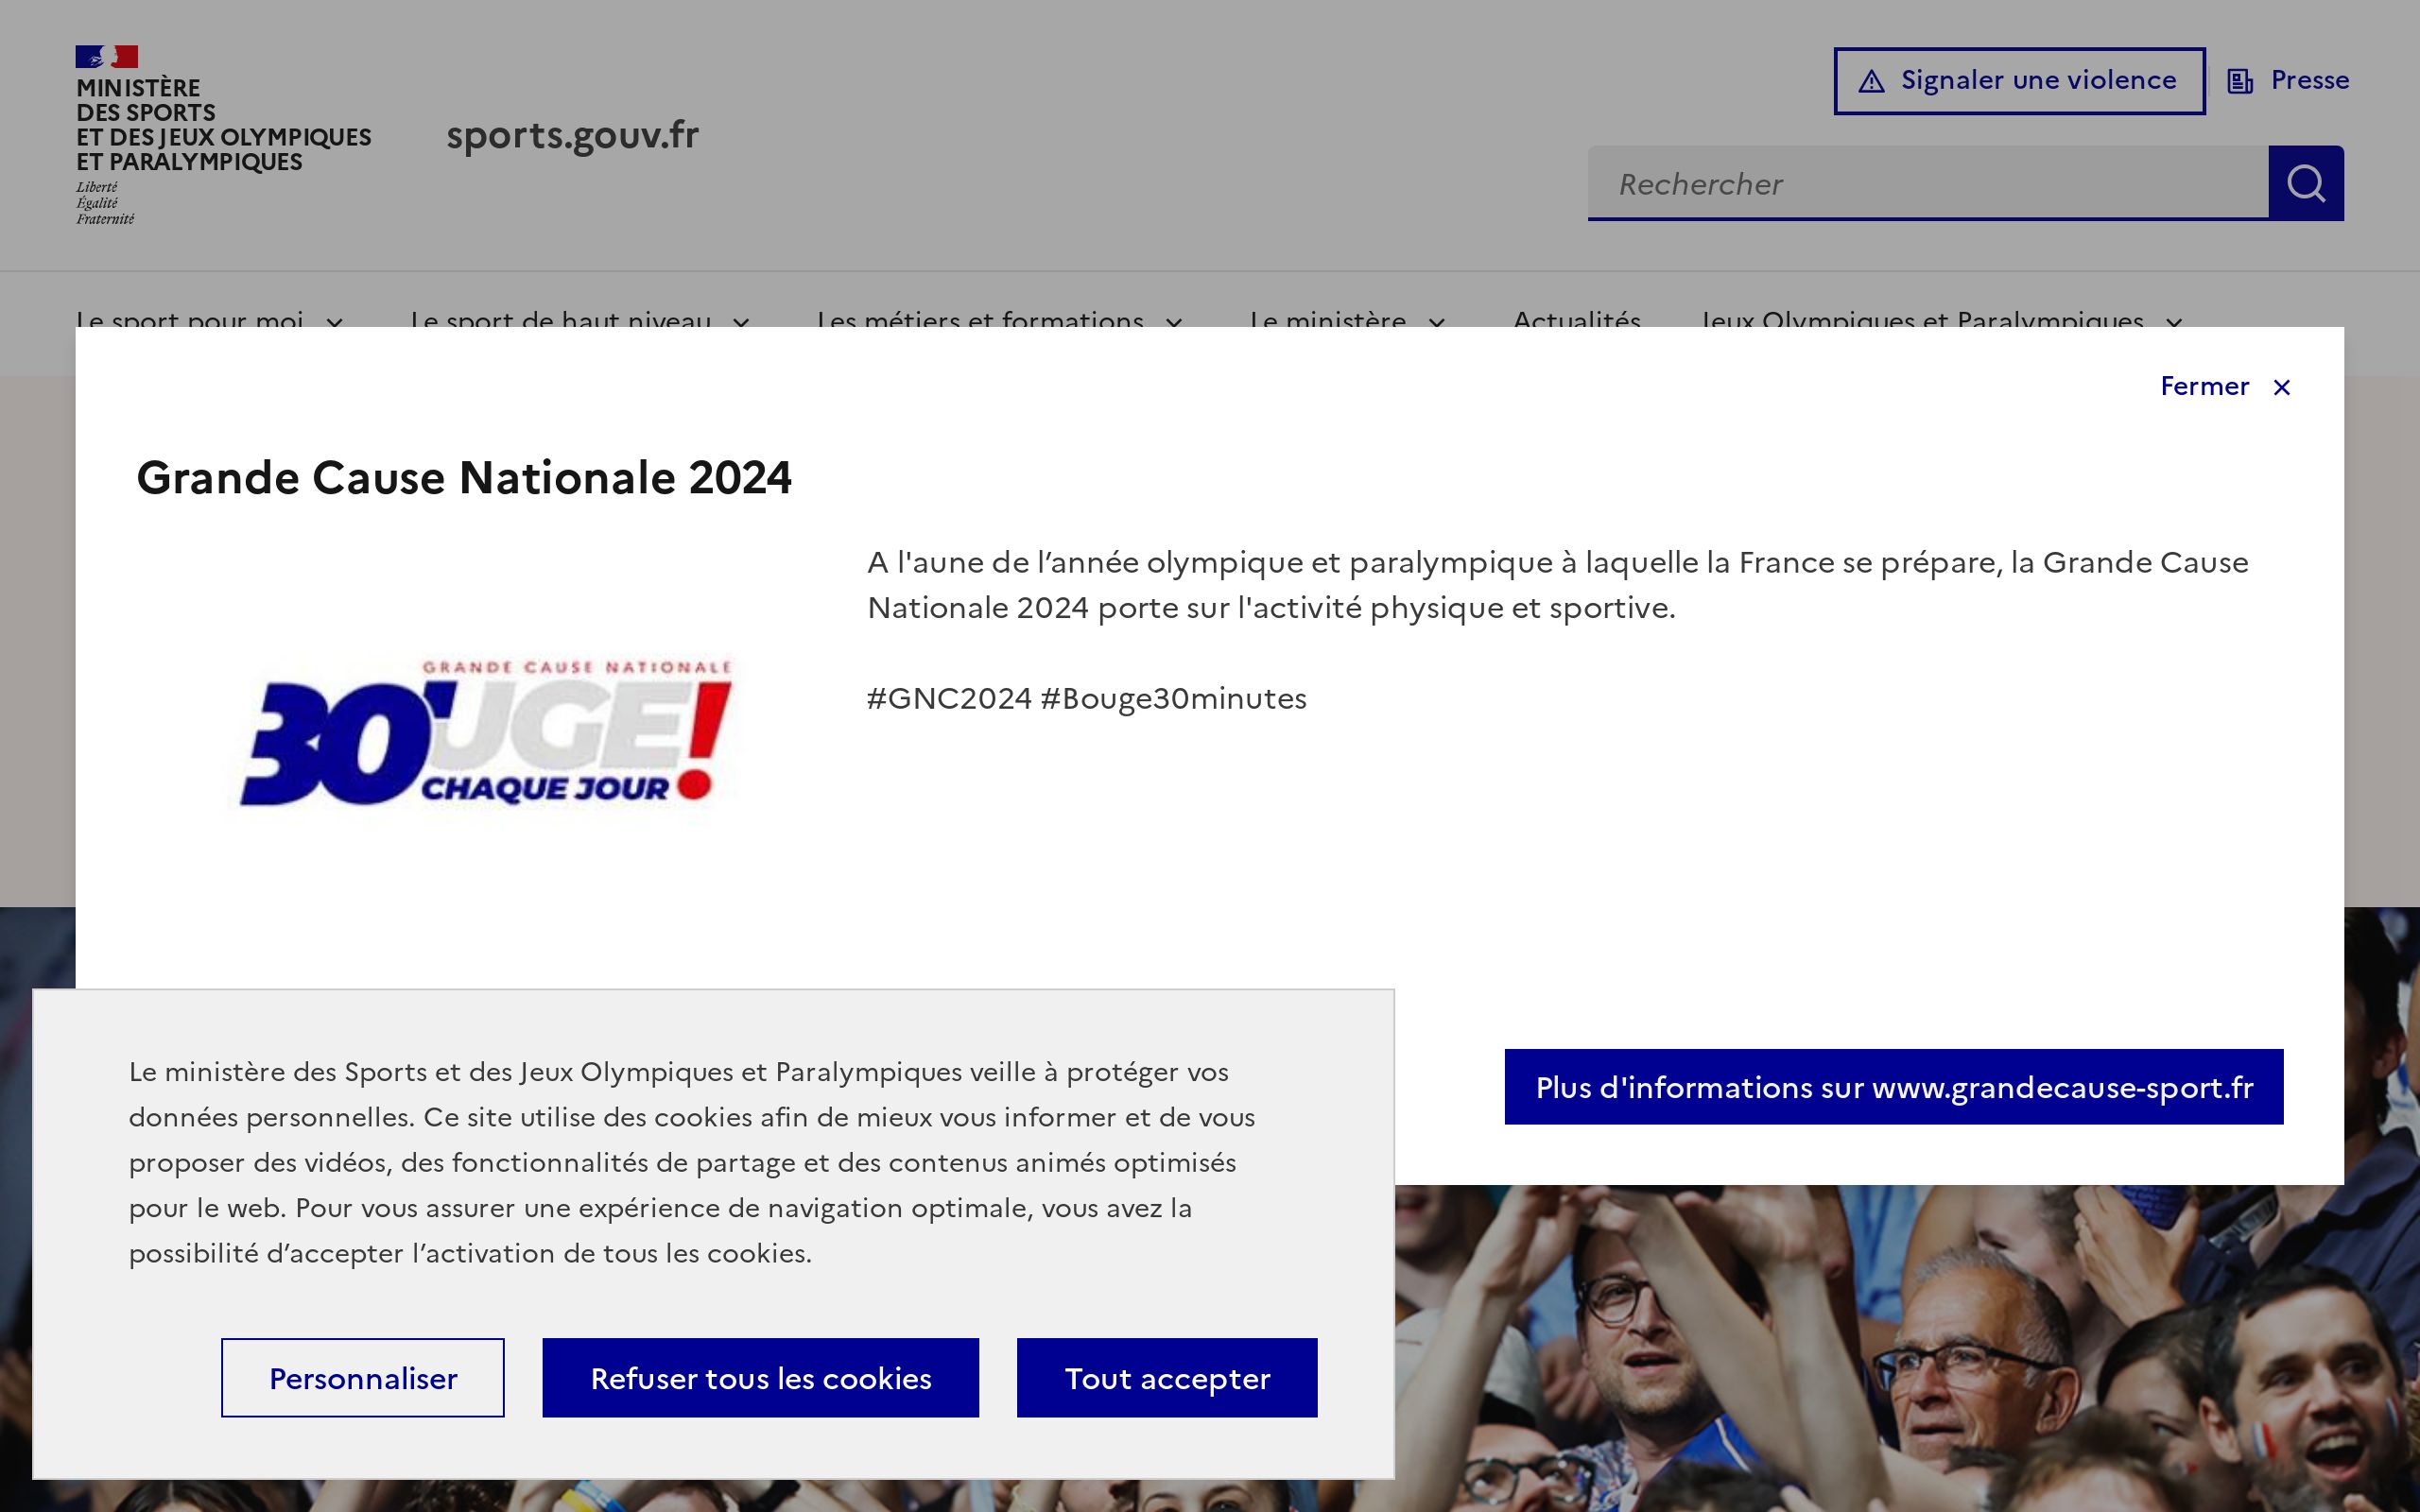 MINISTÈRE
DES SPORTS
ET DES JEUX OLYMPIQUES
ET PARALYMPIQUES
Liberté
Égalité
Fraternité
sports.gouv.fr
Signaler une violence
Presse
Rechercher
Le sport pour moi
Le sport de haut niveau
Les métiers et formations
Le ministère
Actualités
Jeux Olympiques et Paralympiques
Fermer
Grande Cause Nationale 2024
GRANDE CAUSE NATIONALE
30'UGE!
CHAQUE JOUR
A l'aune de l’année olympique et paralympique à laquelle la France se prépare, la Grande Cause
Nationale 2024 porte sur l'activité physique et sportive.
#GNC2024 #Bouge30minutes
Plus d'informations sur www.grandecause-sport.fr
Le ministère des Sports et des Jeux Olympiques et Paralympiques veille à protéger vos
données personnelles. Ce site utilise des cookies afin de mieux vous informer et de vous
proposer des vidéos, des fonctionnalités de partage et des contenus animés optimisés
pour le web. Pour vous assurer une expérience de navigation optimale, vous avez la
possibilité d’accepter l’activation de tous les cookies.
Personnaliser
Refuser tous les cookies
Tout accepter